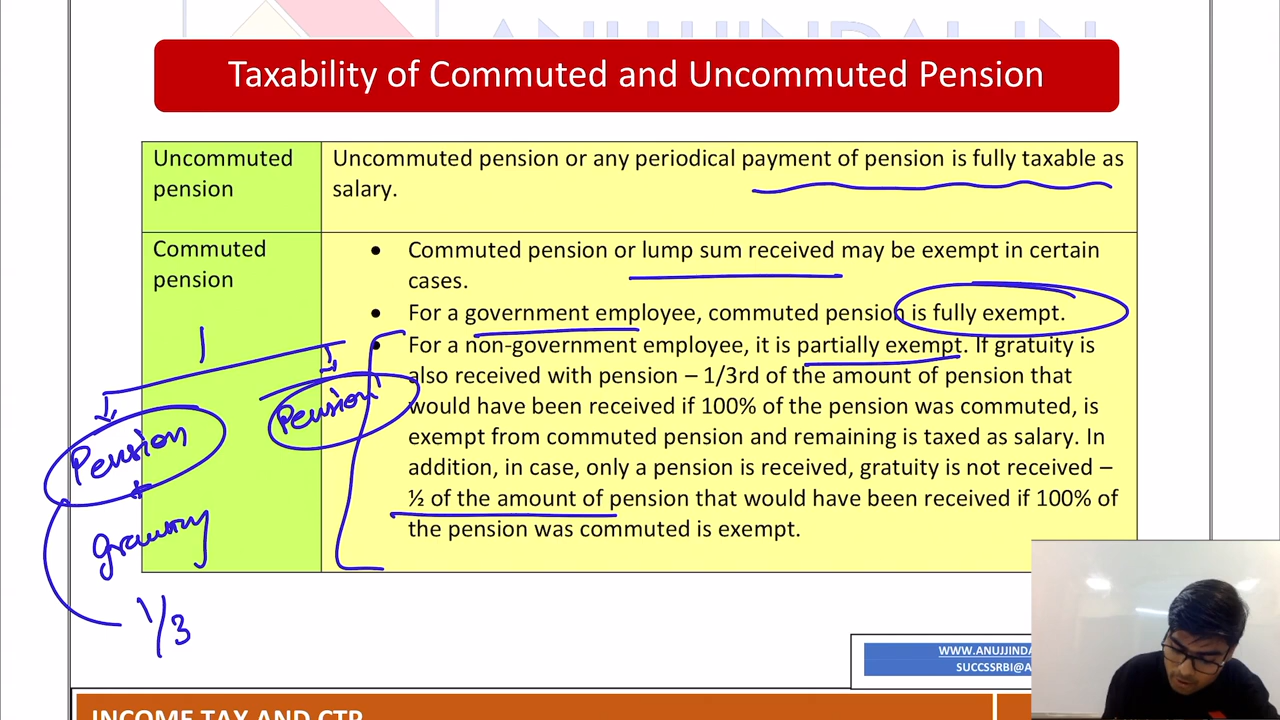 ANUJJINDAL.IN
Taxability of Commuted and Uncommuted Pension
Uncommuted
pension
Uncommuted pension or any periodical payment of pension is fully taxable as
salary.
Commuted
pension
• Commuted pension or lump sum received may be exempt in certain
cases.
• For a government employee, commuted pension is fully exempt.
• For a non-government employee, it is partially exempt. If gratuity is
also received with pension – 1/3rd of the amount of pension that
would have been received if 100% of the pension was commuted, is
exempt from commuted pension and remaining is taxed as salary. In
addition, in case, only a pension is received, gratuity is not received –
½ of the amount of pension that would have been received if 100% of
the pension was commuted is exempt.
Pension
Pension
+
gratuity
1/3
WWW.ANUJJINDA
SUCCSSRBI@A
INCOME TAX AND CTP